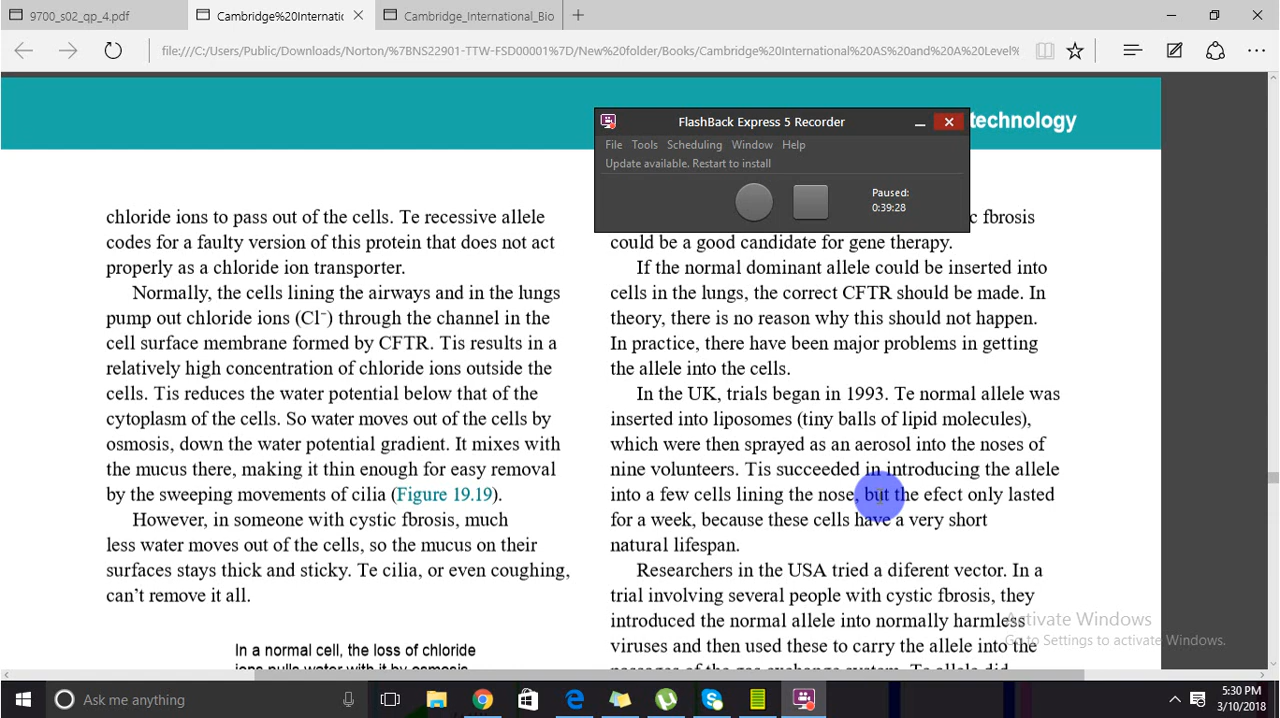 9700_s02_qp_4.pdf
Cambridge%20Internatic
Cambridge_International_Bio
file:///C:/Users/Public/Downloads/Norton/%7BNS22901-TTW-FSD00001%7D/New%20folder/Books/Cambridge%20International%20AS%20and%20A%20Level%
technology
FlashBack Express 5 Recorder
File Tools Scheduling Window Help
Update available. Restart to install
Paused:
0:39:28
chloride ions to pass out of the cells. Te recessive allele
codes for a faulty version of this protein that does not act
properly as a chloride ion transporter.
Normally, the cells lining the airways and in the lungs
pump out chloride ions (Cl⁻) through the channel in the
cell surface membrane formed by CFTR. Tis results in a
relatively high concentration of chloride ions outside the
cells. Tis reduces the water potential below that of the
cytoplasm of the cells. So water moves out of the cells by
osmosis, down the water potential gradient. It mixes with
the mucus there, making it thin enough for easy removal
by the sweeping movements of cilia (Figure 19.19).
However, in someone with cystic fbrosis, much
less water moves out of the cells, so the mucus on their
surfaces stays thick and sticky. Te cilia, or even coughing,
can't remove it all.
In a normal cell, the loss of chloride
ions pulls water with it by osmosis
c fbrosis
could be a good candidate for gene therapy.
If the normal dominant allele could be inserted into
cells in the lungs, the correct CFTR should be made. In
theory, there is no reason why this should not happen.
In practice, there have been major problems in getting
the allele into the cells.
In the UK, trials began in 1993. Te normal allele was
inserted into liposomes (tiny balls of lipid molecules),
which were then sprayed as an aerosol into the noses of
nine volunteers. Tis succeeded in introducing the allele
into a few cells lining the nose, but the efect only lasted
for a week, because these cells have a very short
natural lifespan.
Researchers in the USA tried a diferent vector. In a
trial involving several people with cystic fbrosis, they
introduced the normal allele into normally harmless
viruses and then used these to carry the allele into the
passages of the gas exchange system. Te allele did
Activate Windows
Go to Settings to activate Windows.
Ask me anything
5:30 PM
3/10/2018